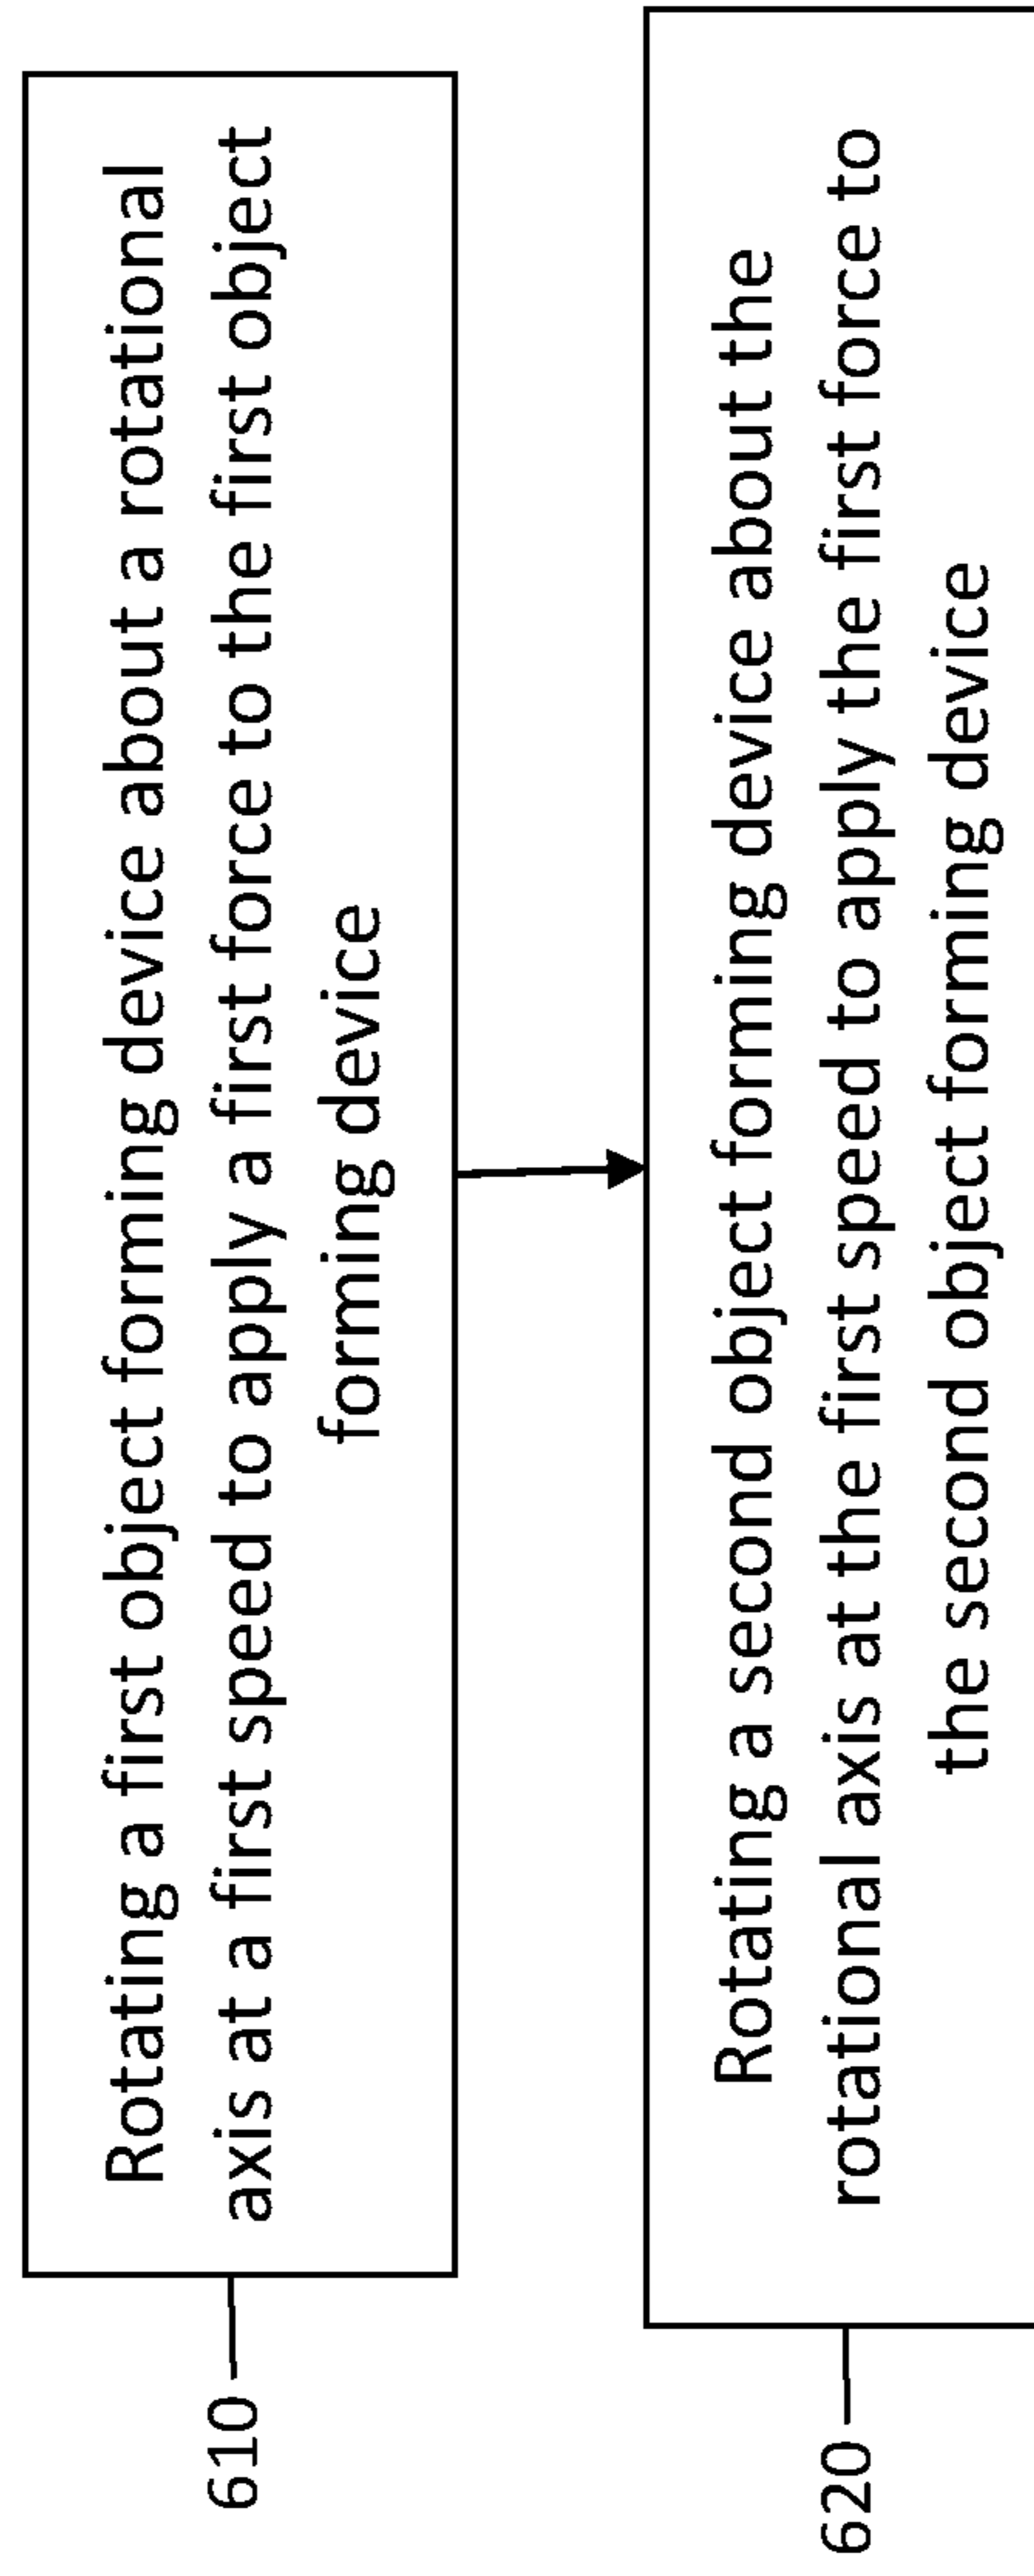 Rotating a first object forming device about a rotational
axis at a first speed to apply a first force to the first object
forming device
610
Rotating a second object forming device about the
rotational axis at the first speed to apply the first force to
the second object forming device
620